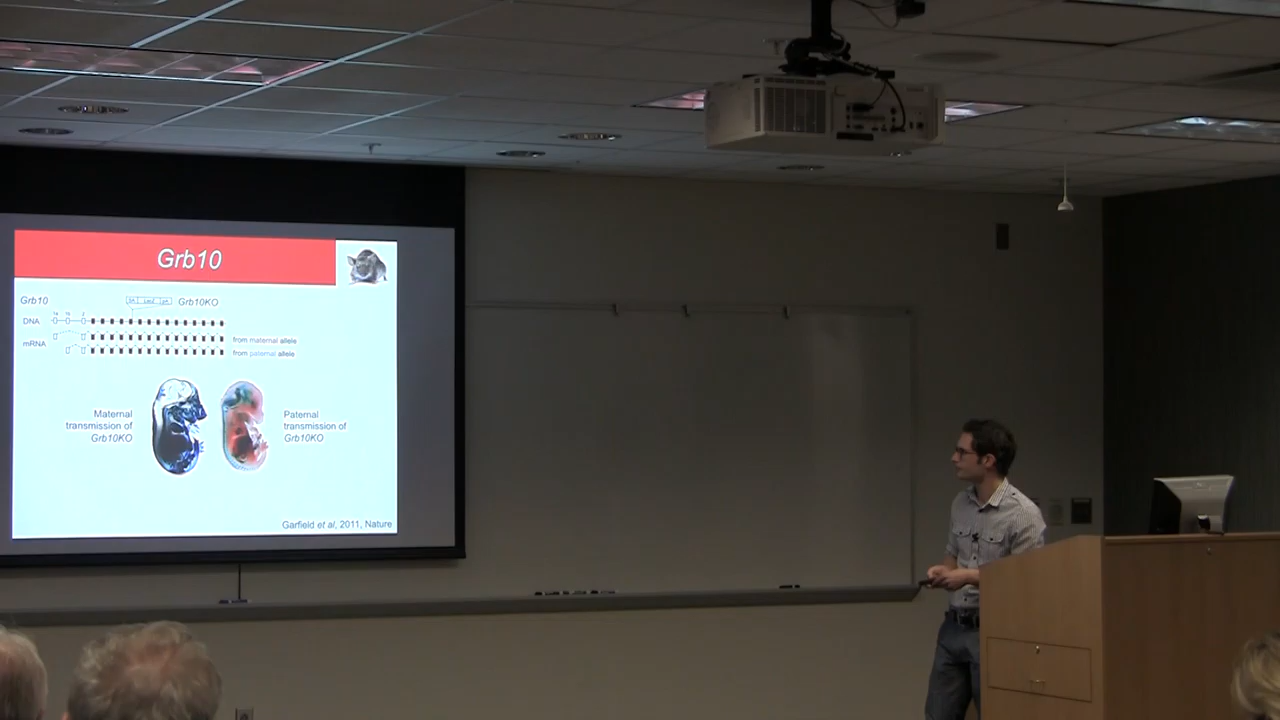 Grb10
Grb10
Grb10KO
DNA
mRNA
from maternal allele
from paternal allele
Maternal
transmission of
Grb10KO
Paternal
transmission of
Grb10KO
Garfield et al, 2011, Nature